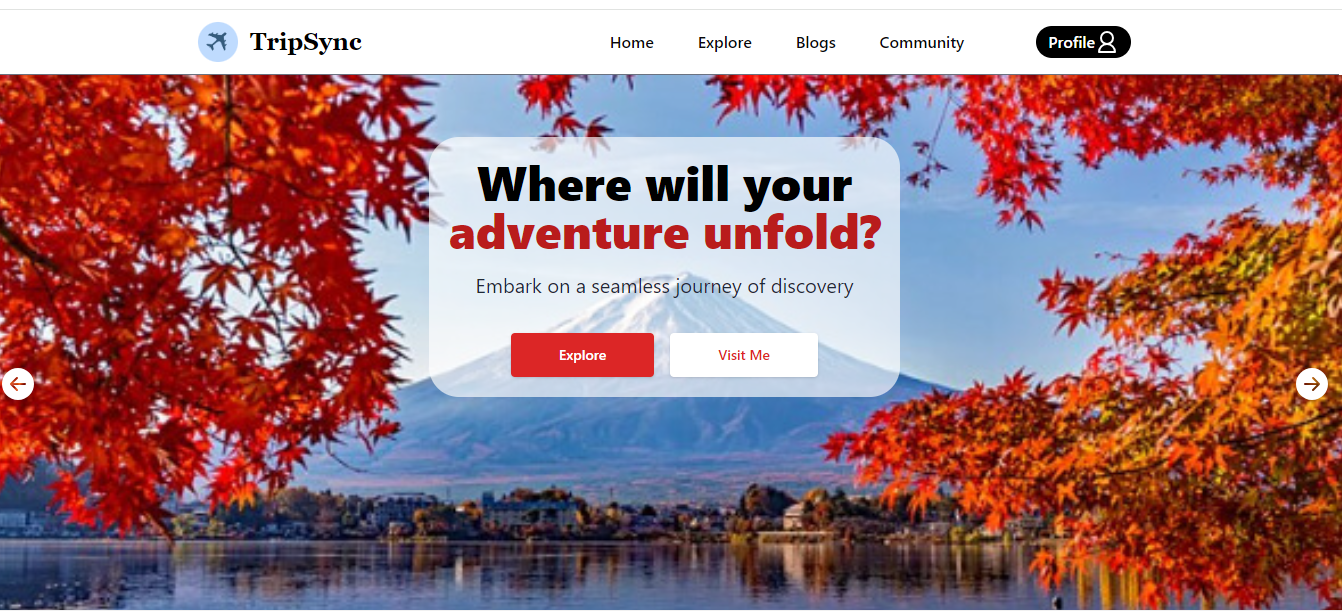 TripSync
Home
Explore
Blogs
Community
Profile
Where will your
adventure unfold?
Embark on a seamless journey of discovery
Explore
Visit Me